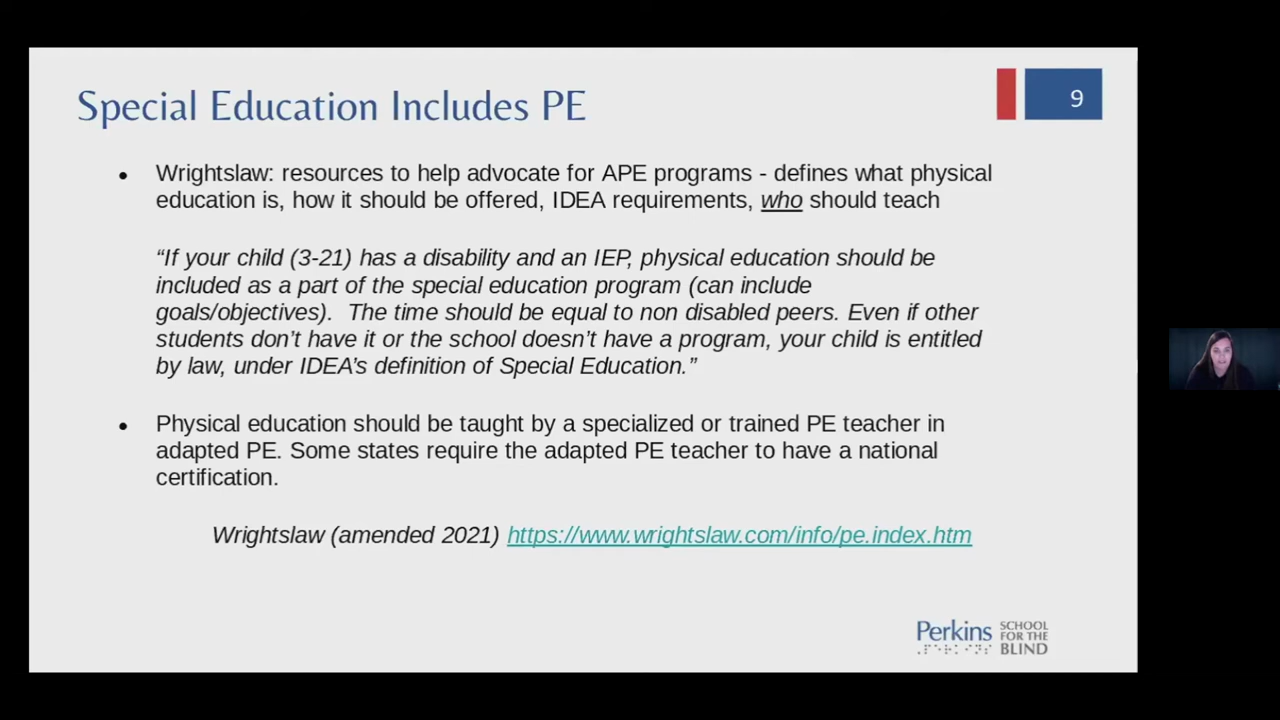 Special Education Includes PE
9
● Wrightslaw: resources to help advocate for APE programs - defines what physical
education is, how it should be offered, IDEA requirements, who should teach
“If your child (3-21) has a disability and an IEP, physical education should be
included as a part of the special education program (can include
goals/objectives).  The time should be equal to non disabled peers. Even if other
students don’t have it or the school doesn’t have a program, your child is entitled
by law, under IDEA’s definition of Special Education.”
● Physical education should be taught by a specialized or trained PE teacher in
adapted PE. Some states require the adapted PE teacher to have a national
certification.
Wrightslaw (amended 2021) https://www.wrightslaw.com/info/pe.index.htm
Perkins
SCHOOL
FOR THE
BLIND